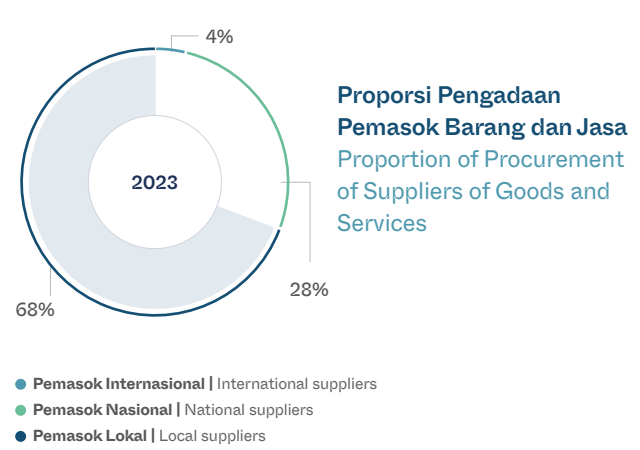 4%
Proporsi Pengadaan
Pemasok Barang dan Jasa
Proportion of Procurement
of Suppliers of Goods and
Services
2023
28%
68%
Pemasok Internasional | International suppliers
Pemasok Nasional | National suppliers
Pemasok Lokal | Local suppliers